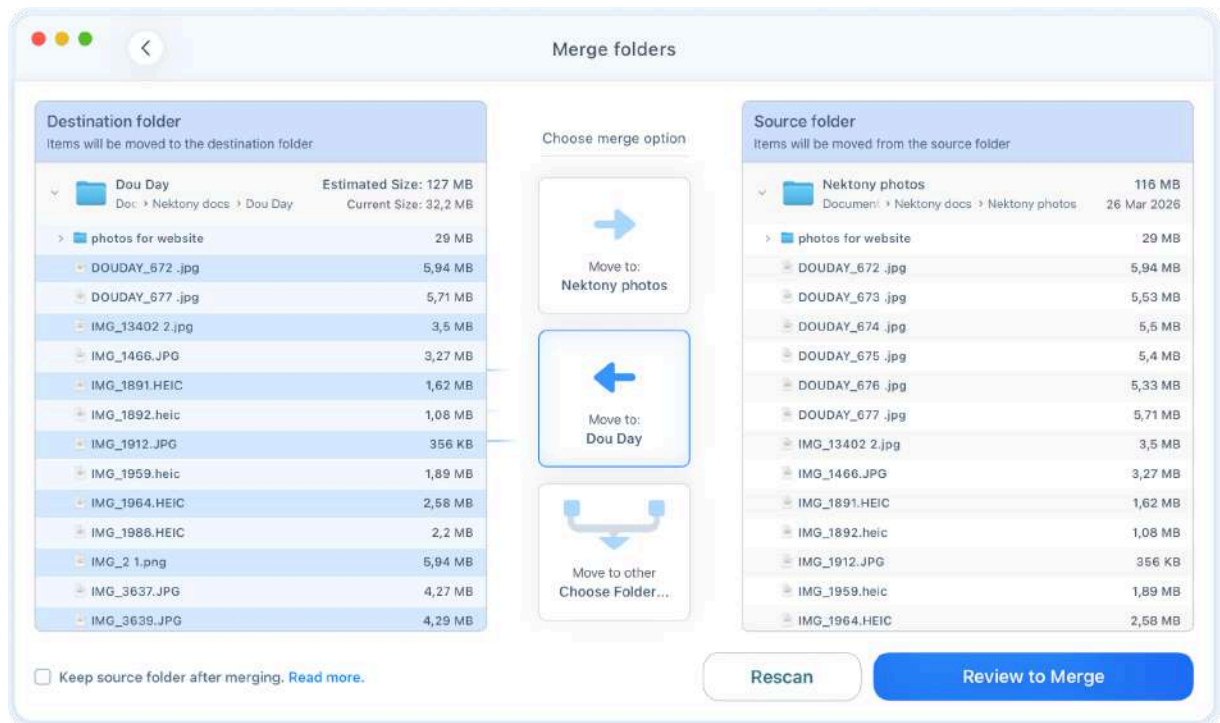 Merge folders
Destination folder
Items will be moved to the destination folder
Dou Day
Estimated Size: 127 MB
Doc › Nektony docs › Dou Day
Current Size: 32,2 MB
photos for website 29 MB
DOUDAY_672 .jpg 5,94 MB
DOUDAY_677 .jpg 5,71 MB
IMG_13402 2.jpg 3,5 MB
IMG_1466.JPG 3,27 MB
IMG_1891.HEIC 1,62 MB
IMG_1892.heic 1,08 MB
IMG_1912.JPG 356 KB
IMG_1959.heic 1,89 MB
IMG_1964.HEIC 2,58 MB
IMG_1986.HEIC 2,2 MB
IMG_2 1.png 5,94 MB
IMG_3637.JPG 4,27 MB
IMG_3639.JPG 4,29 MB
Choose merge option
Move to:
Nektony photos
Move to:
Dou Day
Move to other
Choose Folder...
Source folder
Items will be moved from the source folder
Nektony photos 116 MB
Document › Nektony docs › Nektony photos 26 Mar 2026
photos for website 29 MB
DOUDAY_672 .jpg 5,94 MB
DOUDAY_673 .jpg 5,53 MB
DOUDAY_674 .jpg 5,5 MB
DOUDAY_675 .jpg 5,4 MB
DOUDAY_676 .jpg 5,33 MB
DOUDAY_677 .jpg 5,71 MB
IMG_13402 2.jpg 3,5 MB
IMG_1466.JPG 3,27 MB
IMG_1891.HEIC 1,62 MB
IMG_1892.heic 1,08 MB
IMG_1912.JPG 356 KB
IMG_1959.heic 1,89 MB
IMG_1964.HEIC 2,58 MB
Keep source folder after merging. Read more.
Rescan
Review to Merge